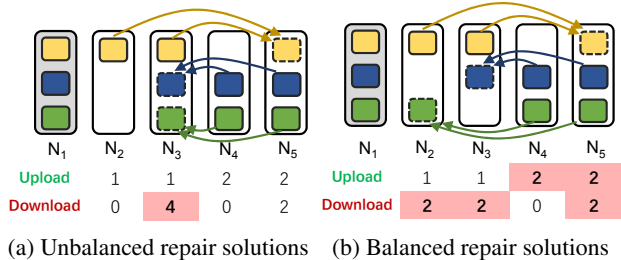 N1 N2 N3 N4 N5
Upload 1 1 2 2
Download 0 4 0 2
(a) Unbalanced repair solutions
N1 N2 N3 N4 N5
Upload 1 1 2 2
Download 2 2 0 2
(b) Balanced repair solutions